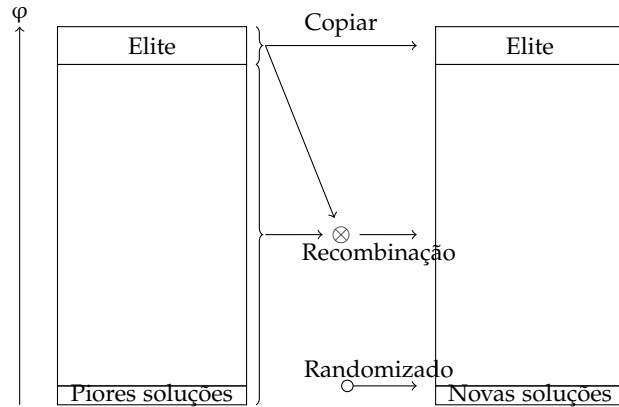 φ
Copiar
Elite
Elite
Recombinação
Randomizado
Piores soluções
Novas soluções